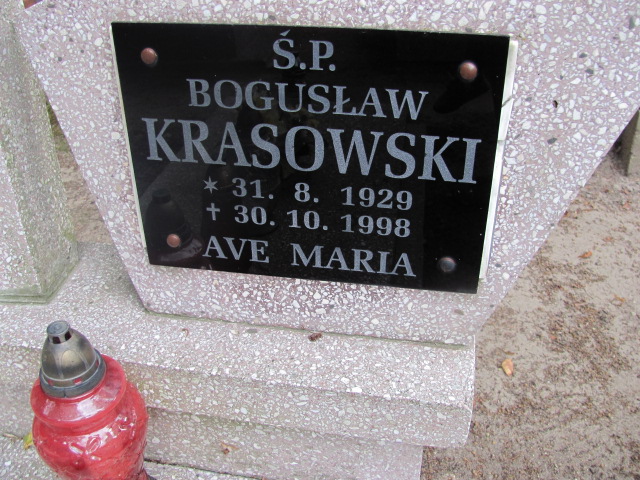 Ś.P.
BOGUSŁAW
KRASOWSKI
* 31. 8. 1929
✝ 30. 10. 1998
AVE MARIA